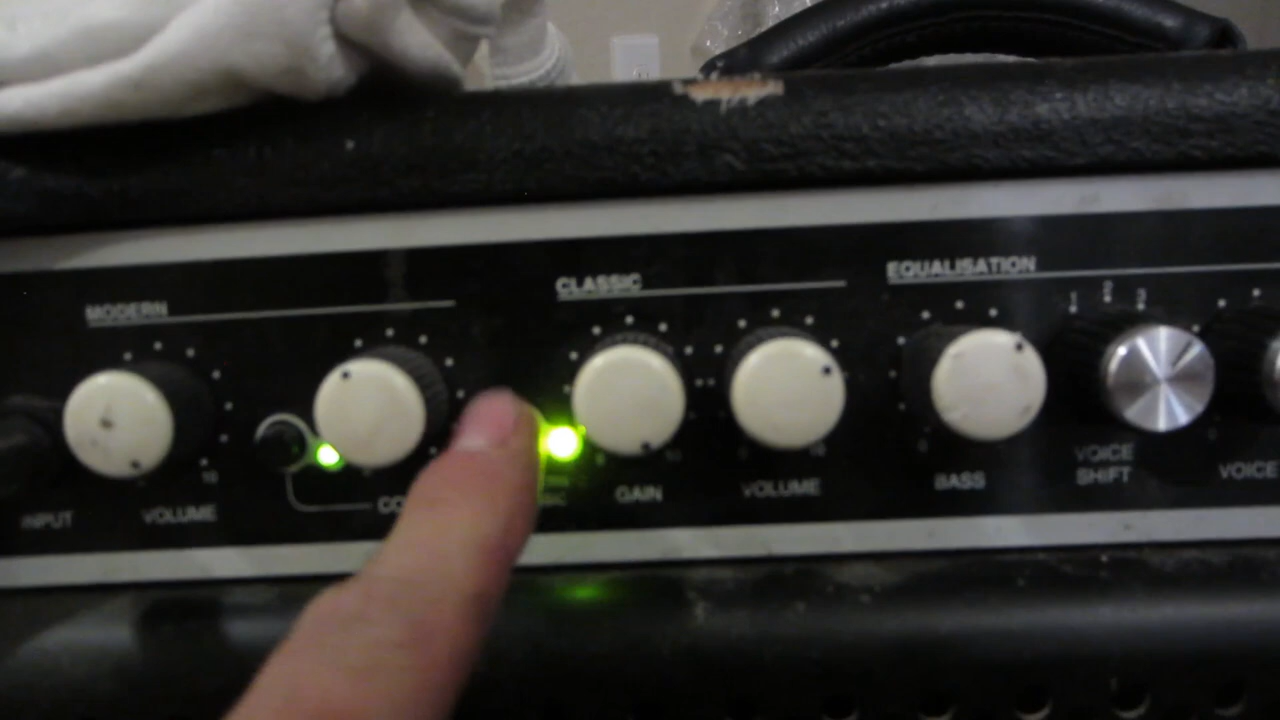 MODERN
CLASSIC
EQUALISATION
1 2 3
10
INPUT
VOLUME
GAIN
VOLUME
BASS
VOICE
SHIFT
VOICE